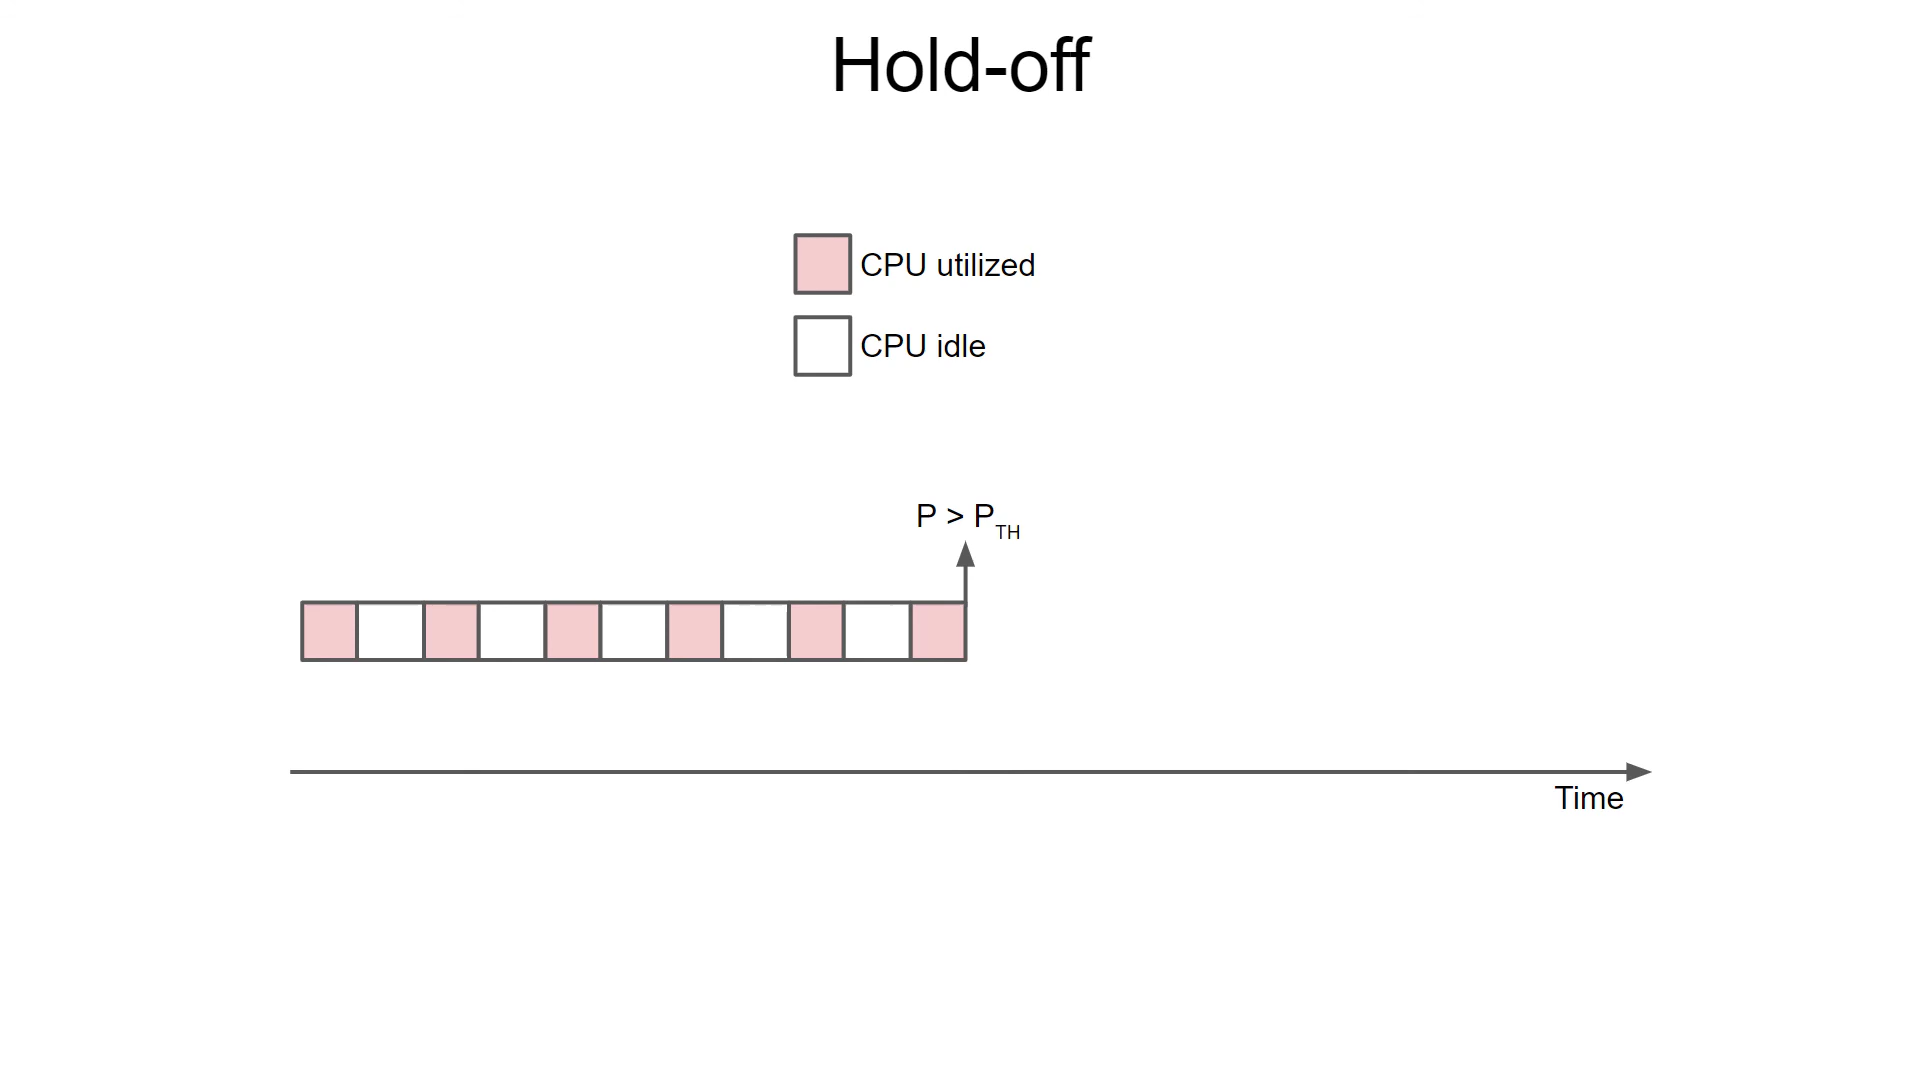 Hold-off
CPU utilized
CPU idle
P > PTH
Time